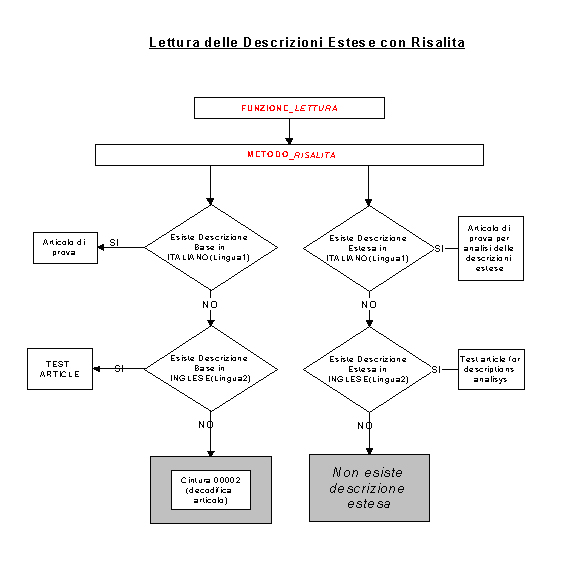 Lettura delle Descrizioni Estese con Risalita
FUNZIONE_LETTURA
METODO_RISALITA
Esiste Descrizione
Base in
ITALIANO(Lingua1)
SI
Articolo di
prova
NO
Esiste Descrizione
Estesa in
ITALIANO(Lingua1)
SI
Articolo di
prova per
analisi delle
descrizioni
estese
NO
Esiste Descrizione
Base in
INGLESE(Lingua2)
SI
TEST
ARTICLE
NO
Esiste Descrizione
Estesa in
INGLESE(Lingua2)
SI
Test article for
descriptions
analisys
NO
Cintura 00002
(decodifica
articolo)
Non esiste
descrizione
estesa